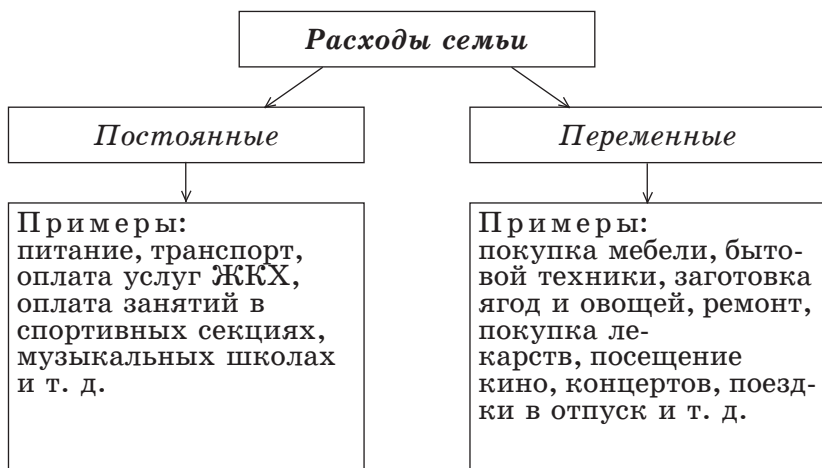 Расходы семьи
Постоянные
Переменные
Примеры:
питание, транспорт,
оплата услуг ЖКХ,
оплата занятий в
спортивных секциях,
музыкальных школах
и т. д.
Примеры:
покупка мебели, быто-
вой техники, заготовка
ягод и овощей, ремонт,
покупка ле-
карств, посещение
кино, концертов, поезд-
ки в отпуск и т. д.